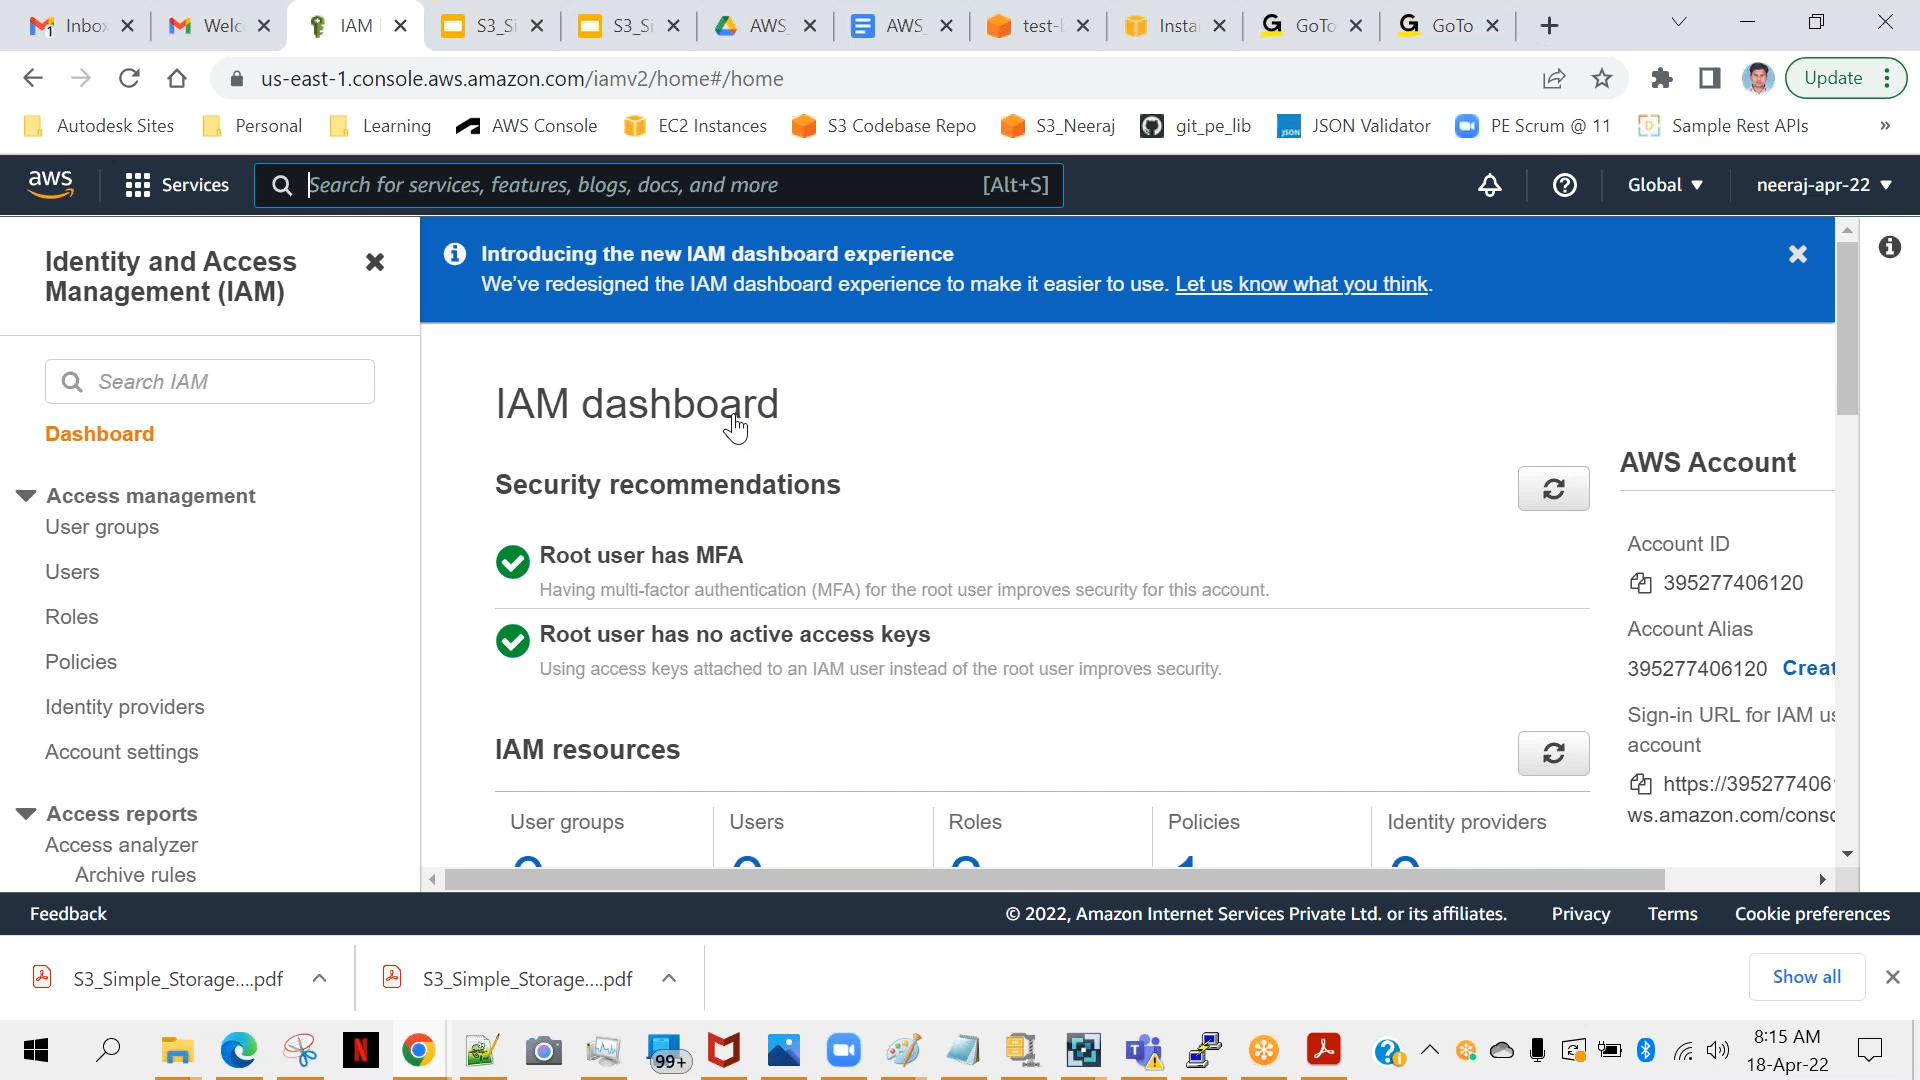 Inbo
Welc
IAM
S3_Si
S3_Si
AWS_
AWS_
test-
Insta
GoTo
GoTo
us-east-1.console.aws.amazon.com/iamv2/home#/home
Update
Autodesk Sites
Personal
Learning
AWS Console
EC2 Instances
S3 Codebase Repo
S3_Neeraj
git_pe_lib
JSON Validator
PE Scrum @ 11
Sample Rest APIs
»
aws
Services
Search for services, features, blogs, docs, and more
[Alt+S]
Global
neeraj-apr-22
Identity and Access
Management (IAM)
Search IAM
Dashboard
Access management
User groups
Users
Roles
Policies
Identity providers
Account settings
Access reports
Access analyzer
Archive rules
Introducing the new IAM dashboard experience
We've redesigned the IAM dashboard experience to make it easier to use. Let us know what you think.
IAM dashboard
Security recommendations
Root user has MFA
Having multi-factor authentication (MFA) for the root user improves security for this account.
Root user has no active access keys
Using access keys attached to an IAM user instead of the root user improves security.
IAM resources
User groups
Users
Roles
Policies
Identity providers
AWS Account
Account ID
395277406120
Account Alias
395277406120 Creat
Sign-in URL for IAM us
account
https://395277406
ws.amazon.com/conso
Feedback
© 2022, Amazon Internet Services Private Ltd. or its affiliates.
Privacy
Terms
Cookie preferences
S3_Simple_Storage....pdf
S3_Simple_Storage....pdf
Show all
99+
8:15 AM
18-Apr-22